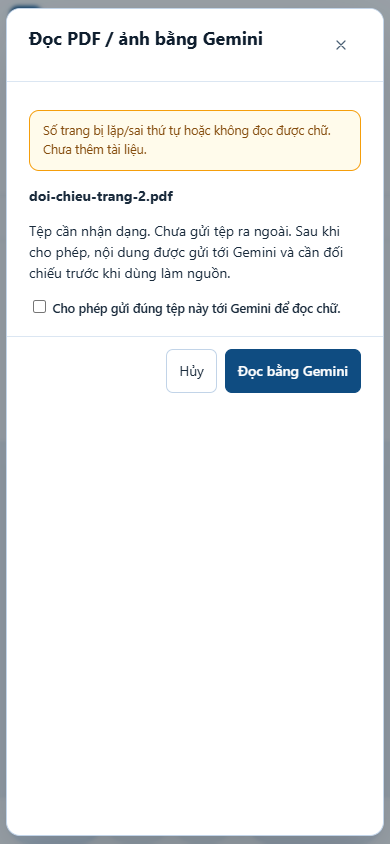 Đọc PDF / ảnh bằng Gemini
Số trang bị lặp/sai thứ tự hoặc không đọc được chữ.
Chưa thêm tài liệu.
doi-chieu-trang-2.pdf
Tệp cần nhận dạng. Chưa gửi tệp ra ngoài. Sau khi
cho phép, nội dung được gửi tới Gemini và cần đối
chiếu trước khi dùng làm nguồn.
Cho phép gửi đúng tệp này tới Gemini để đọc chữ.
Hủy
Đọc bằng Gemini